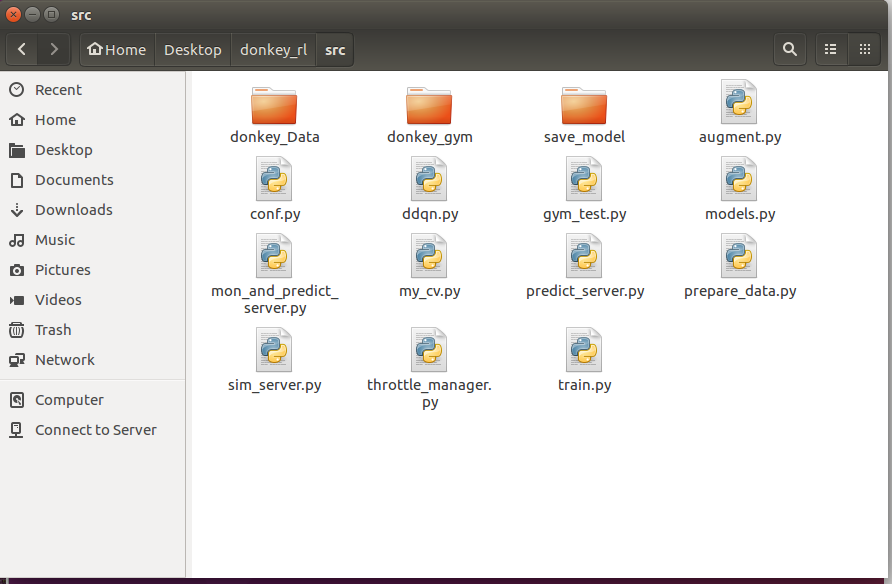 src
Home Desktop donkey_rl src
Recent
Home
Desktop
Documents
Downloads
Music
Pictures
Videos
Trash
Network
Computer
Connect to Server
donkey_Data donkey_gym save_model augment.py
conf.py ddqn.py gym_test.py models.py
mon_and_predict_
server.py
my_cv.py predict_server.py prepare_data.py
sim_server.py
throttle_manager.
py
train.py